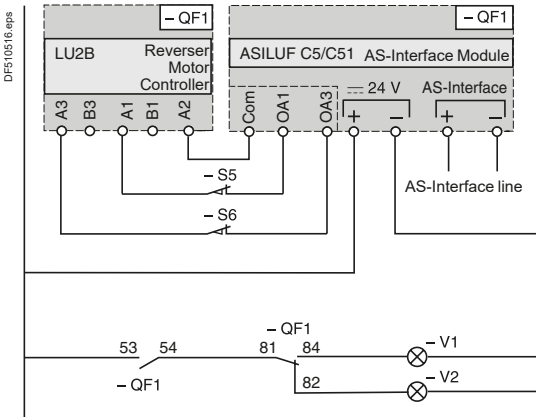 DF510516.eps
– QF1
– QF1
LU2B
Reverser
Motor
Controller
ASILUF C5/C51 AS-Interface Module
24 V
AS-Interface
A3
B3
A1
B1
A2
Com
OA1
OA3
+
–
+
–
– S5
AS-Interface line
– S6
– QF1
53
54
81
84
– V1
– QF1
82
– V2